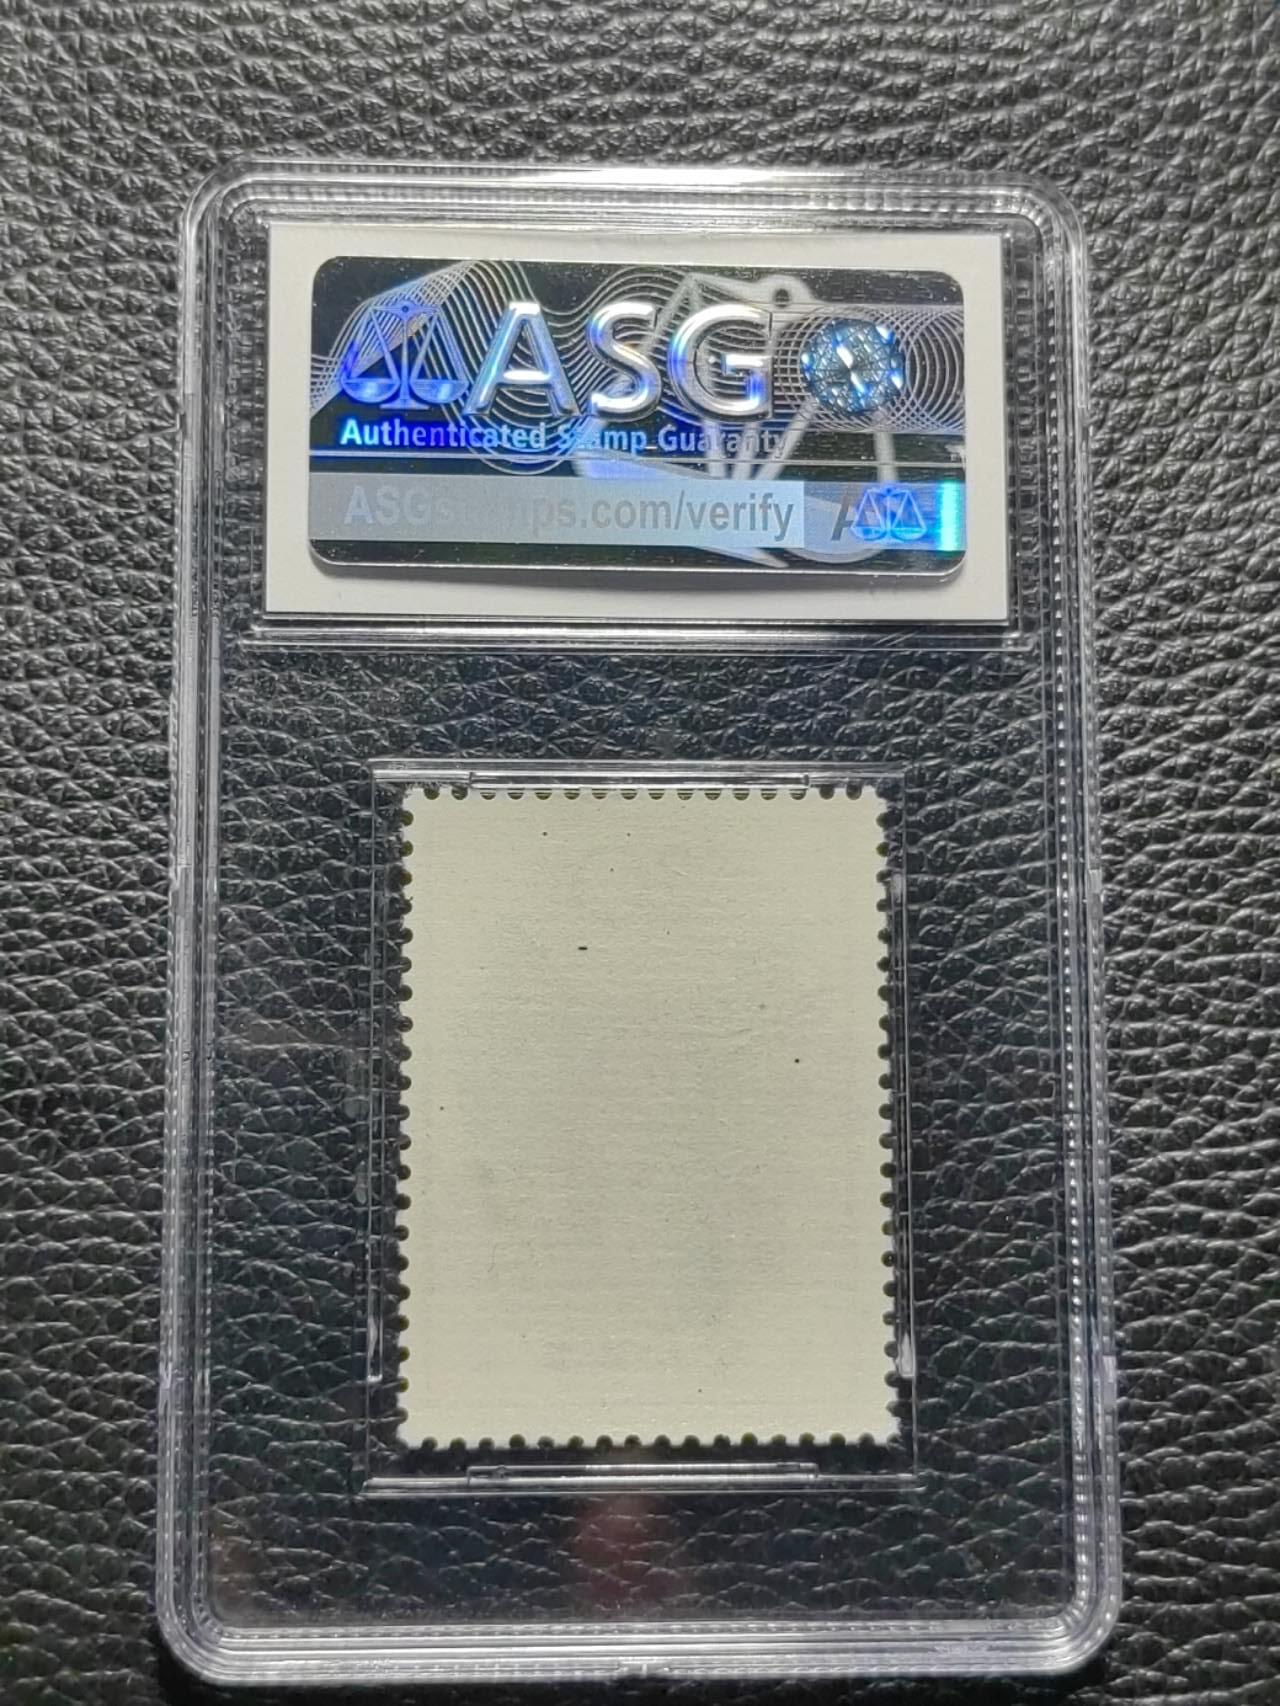 ASG
Authenticated Stamp Guaranty
ASGstamps.com/verify